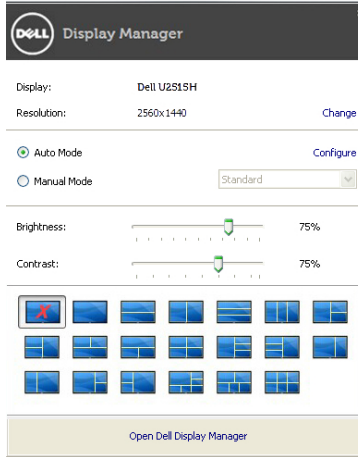 DELL Display Manager
Display: Dell U2515H
Resolution: 2560x1440 Change
Auto Mode Configure
Manual Mode Standard
Brightness: 75%
Contrast: 75%
Open Dell Display Manager